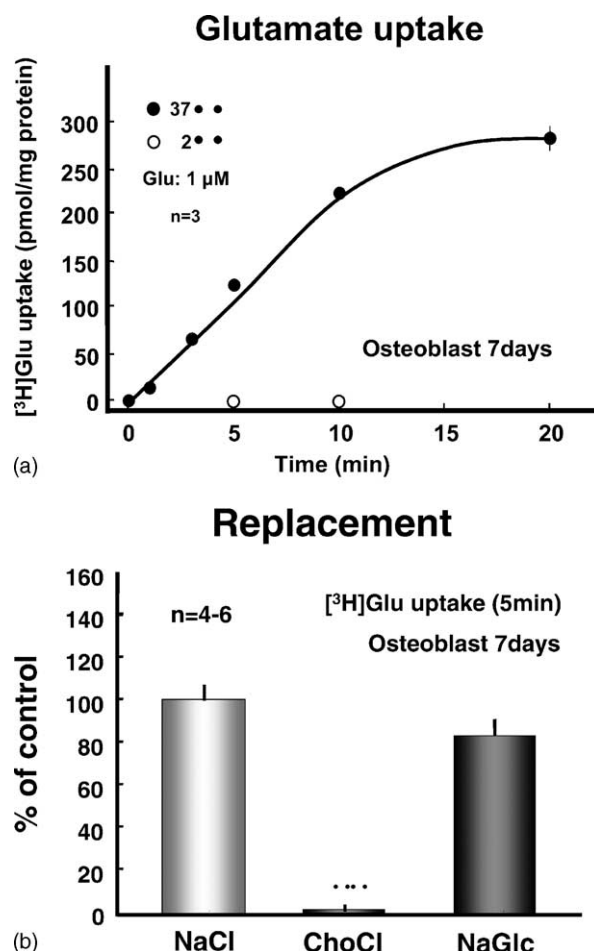 Glutamate uptake
[³H]Glu uptake (pmol/mg protein)
300
250
200
150
100
50
0
● 37••
○ 2••
Glu: 1 µM
n=3
Osteoblast 7days
0 5 10 15 20
Time (min)
(a)
Replacement
% of control
160
140
120
100
80
60
40
20
0
n=4-6
[³H]Glu uptake (5min)
Osteoblast 7days
NaCl ChoCl NaGlc
(b)